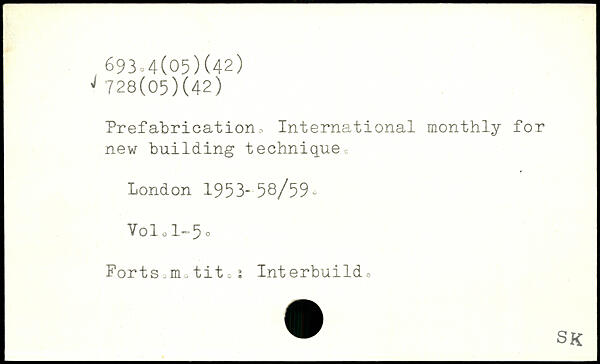 693.4(05)(42)
✓ 728(05)(42)
Prefabrication. International monthly for
new building technique.
London 1953-58/59.
Vol.1-5.
Forts.m.tit.: Interbuild.
SK